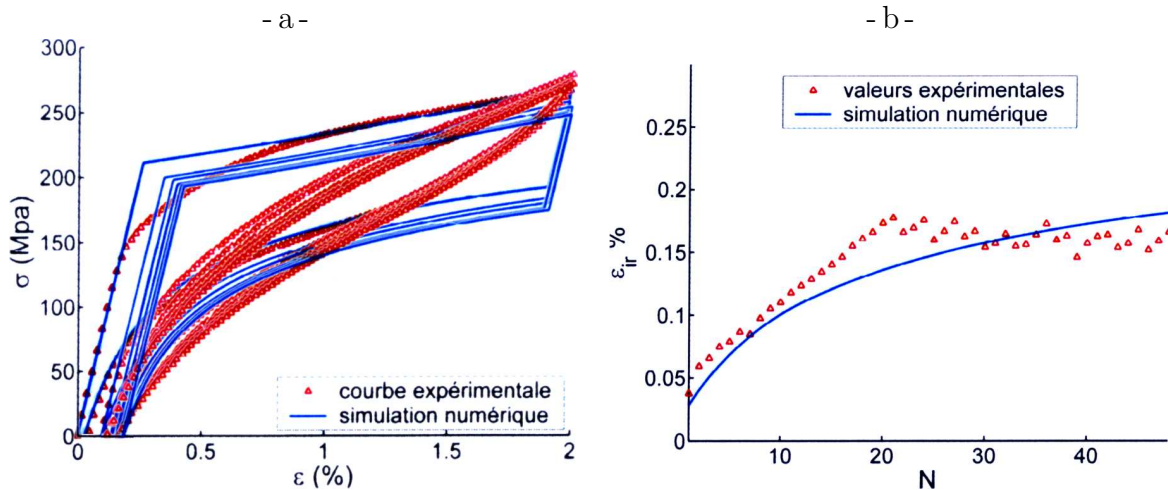 -a-
300
250
200
150
100
50
0
σ (Mpa)
0
0.5
1
1.5
2
ε (%)
courbe expérimentale
simulation numérique
-b-
0.25
0.2
0.15
0.1
0.05
0
ε_ir %
10
20
30
40
N
valeurs expérimentales
simulation numérique